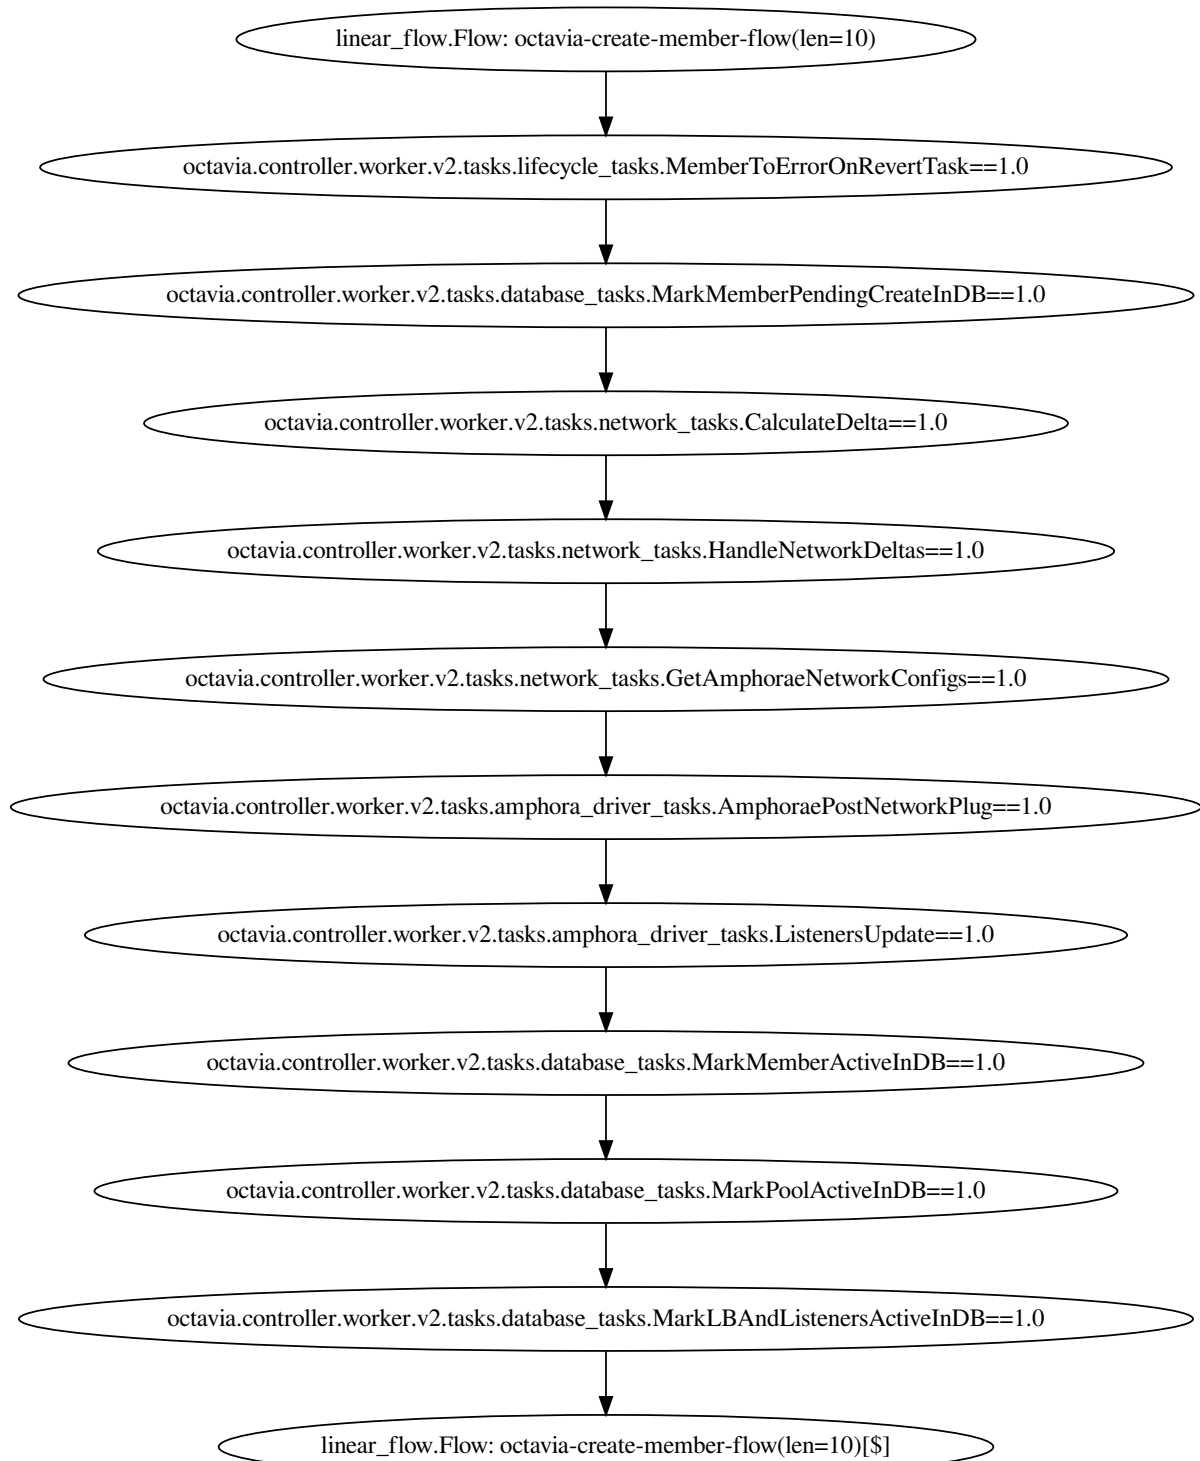 linear_flow.Flow: octavia-create-member-flow(len=10)
octavia.controller.worker.v2.tasks.lifecycle_tasks.MemberToErrorOnRevertTask==1.0
octavia.controller.worker.v2.tasks.database_tasks.MarkMemberPendingCreateInDB==1.0
octavia.controller.worker.v2.tasks.network_tasks.CalculateDelta==1.0
octavia.controller.worker.v2.tasks.network_tasks.HandleNetworkDeltas==1.0
octavia.controller.worker.v2.tasks.network_tasks.GetAmphoraeNetworkConfigs==1.0
octavia.controller.worker.v2.tasks.amphora_driver_tasks.AmphoraePostNetworkPlug==1.0
octavia.controller.worker.v2.tasks.amphora_driver_tasks.ListenersUpdate==1.0
octavia.controller.worker.v2.tasks.database_tasks.MarkMemberActiveInDB==1.0
octavia.controller.worker.v2.tasks.database_tasks.MarkPoolActiveInDB==1.0
octavia.controller.worker.v2.tasks.database_tasks.MarkLBAndListenersActiveInDB==1.0
linear_flow.Flow: octavia-create-member-flow(len=10)[$]